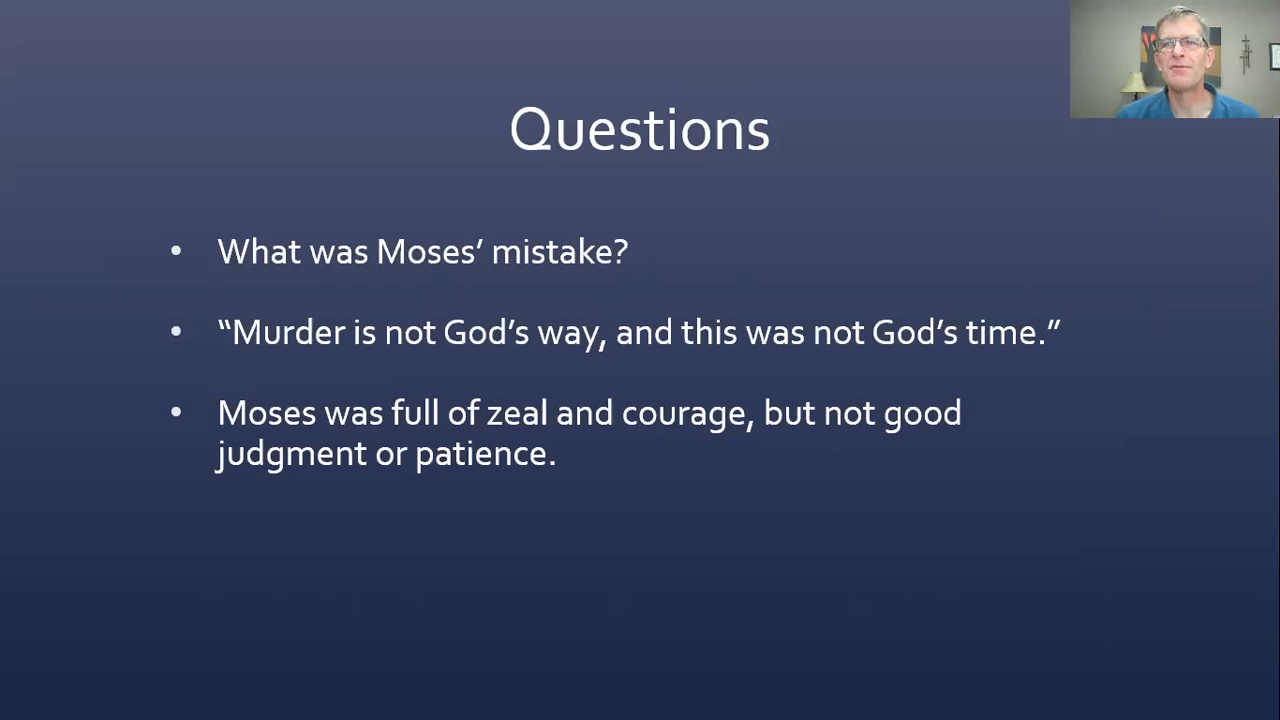 Questions
• What was Moses’ mistake?
• “Murder is not God’s way, and this was not God’s time.”
• Moses was full of zeal and courage, but not good
judgment or patience.